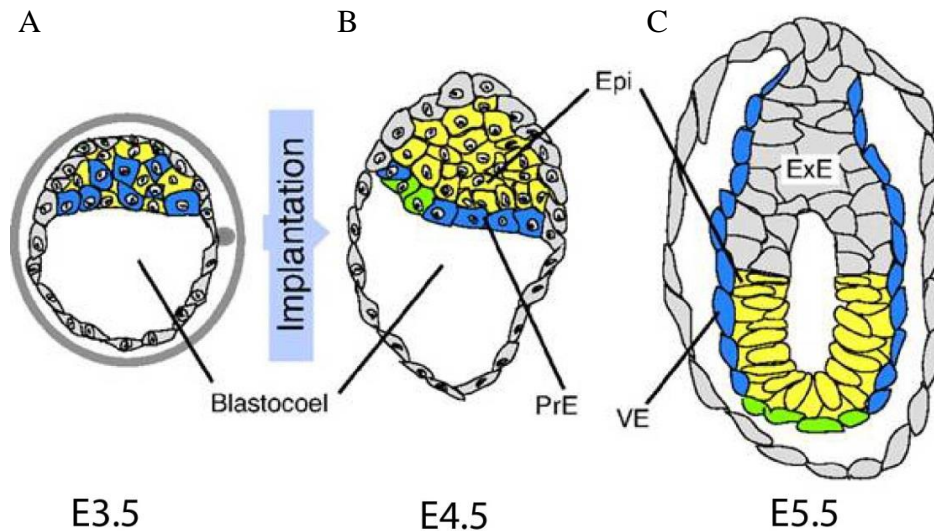 A
B
C
Epi
ExE
Implantation
Blastocoel
PrE
VE
E3.5
E4.5
E5.5